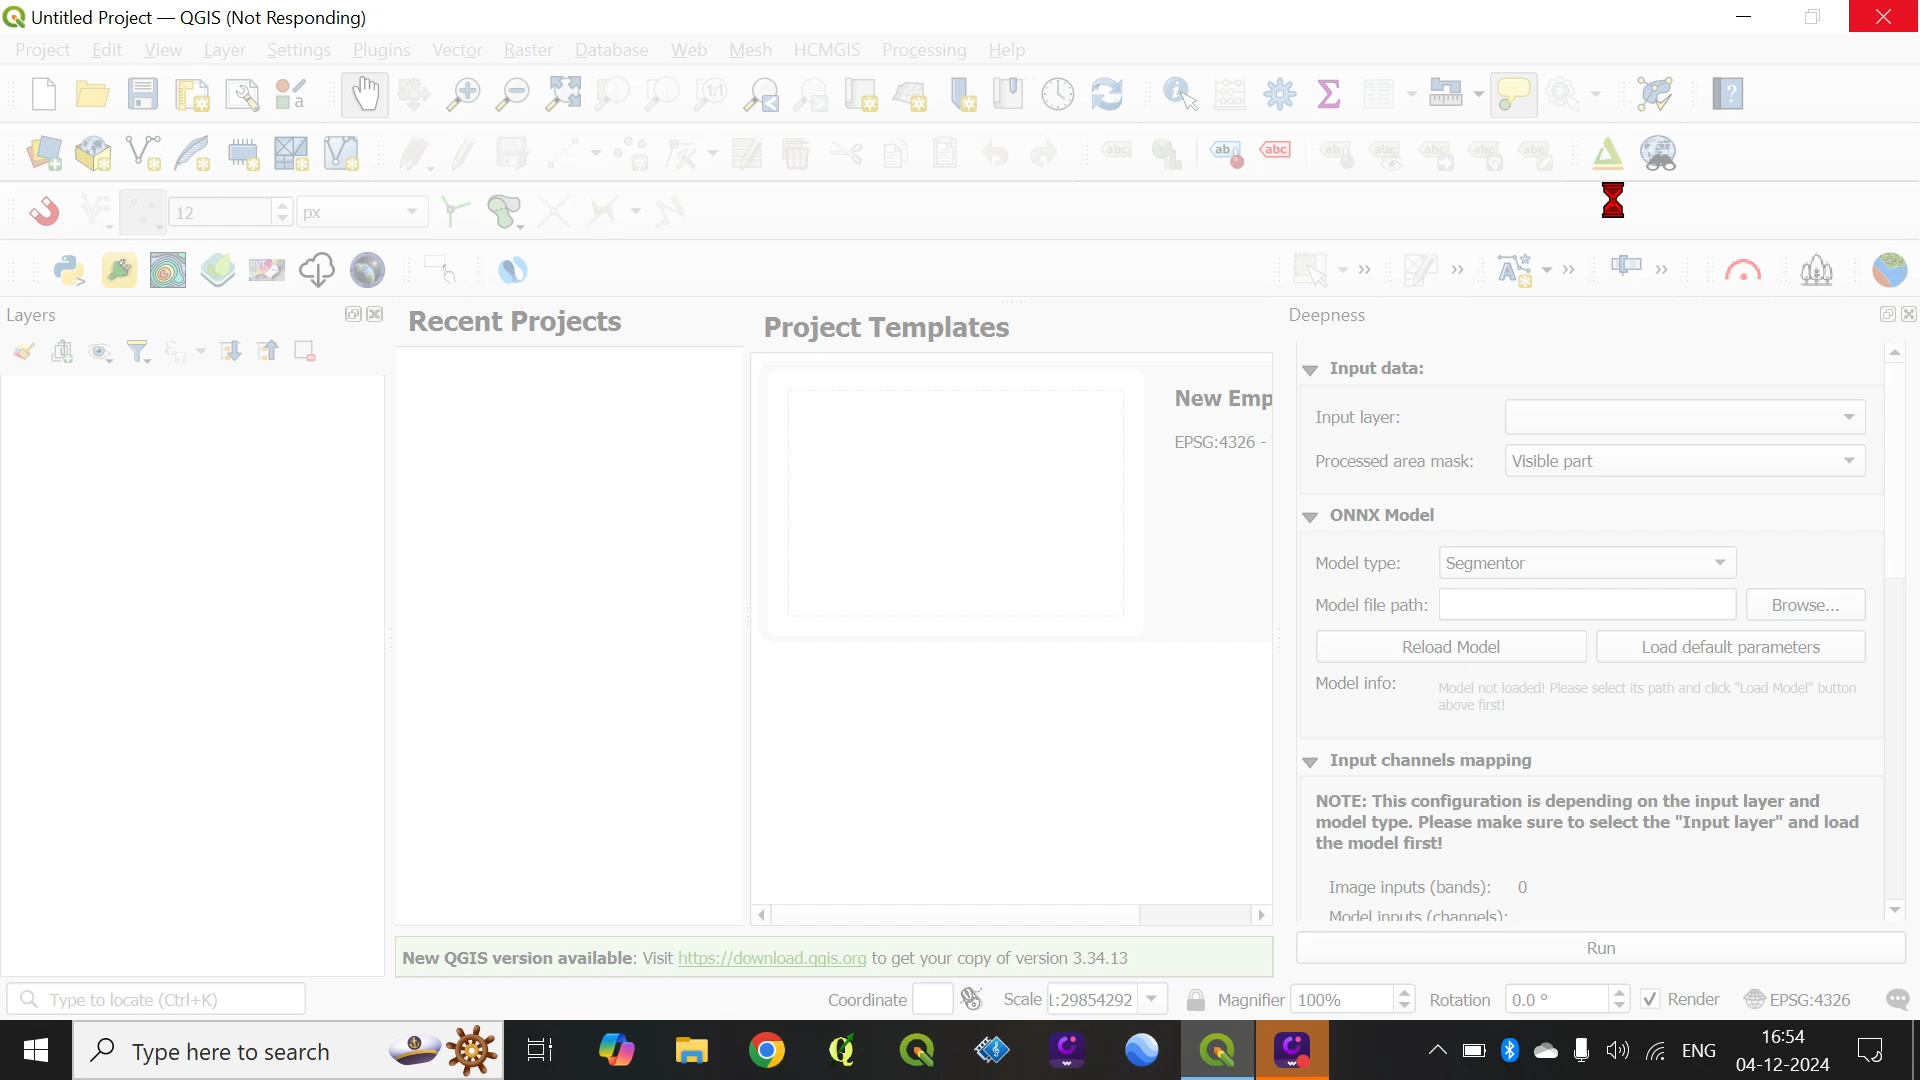 Untitled Project — QGIS (Not Responding)
Project Edit View Layer Settings Plugins Vector Raster Database Web Mesh HCMGIS Processing Help
12 px
Layers
Recent Projects
Project Templates
New Emp
EPSG:4326 -
Deepness
Input data:
Input layer:
Processed area mask: Visible part
ONNX Model
Model type: Segmentor
Model file path: Browse...
Reload Model Load default parameters
Model info: Model not loaded! Please select its path and click "Load Model" button
above first!
Input channels mapping
NOTE: This configuration is depending on the input layer and
model type. Please make sure to select the "Input layer" and load
the model first!
Image inputs (bands): 0
Model inputs (channels):
Run
New QGIS version available: Visit https://download.qgis.org to get your copy of version 3.34.13
Type to locate (Ctrl+K) Coordinate Scale 1:29854292 Magnifier 100% Rotation 0.0 ° Render EPSG:4326
Type here to search
ENG
16:54
04-12-2024